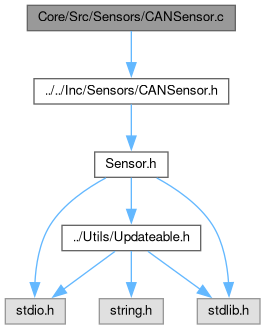 Core/Src/Sensors/CANSensor.c
../../Inc/Sensors/CANSensor.h
Sensor.h
../Utils/Updateable.h
stdio.h
string.h
stdlib.h